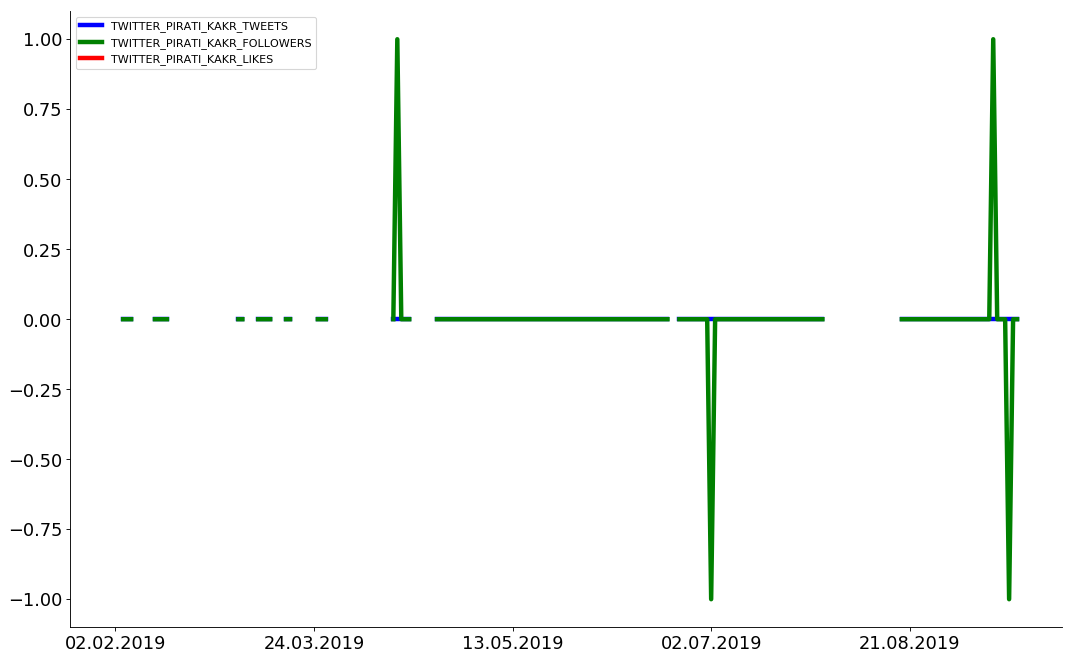 TWITTER_PIRATI_KAKR_TWEETS
TWITTER_PIRATI_KAKR_FOLLOWERS
TWITTER_PIRATI_KAKR_LIKES
1.00
0.75
0.50
0.25
0.00
−0.25
−0.50
−0.75
−1.00
02.02.2019 24.03.2019 13.05.2019 02.07.2019 21.08.2019